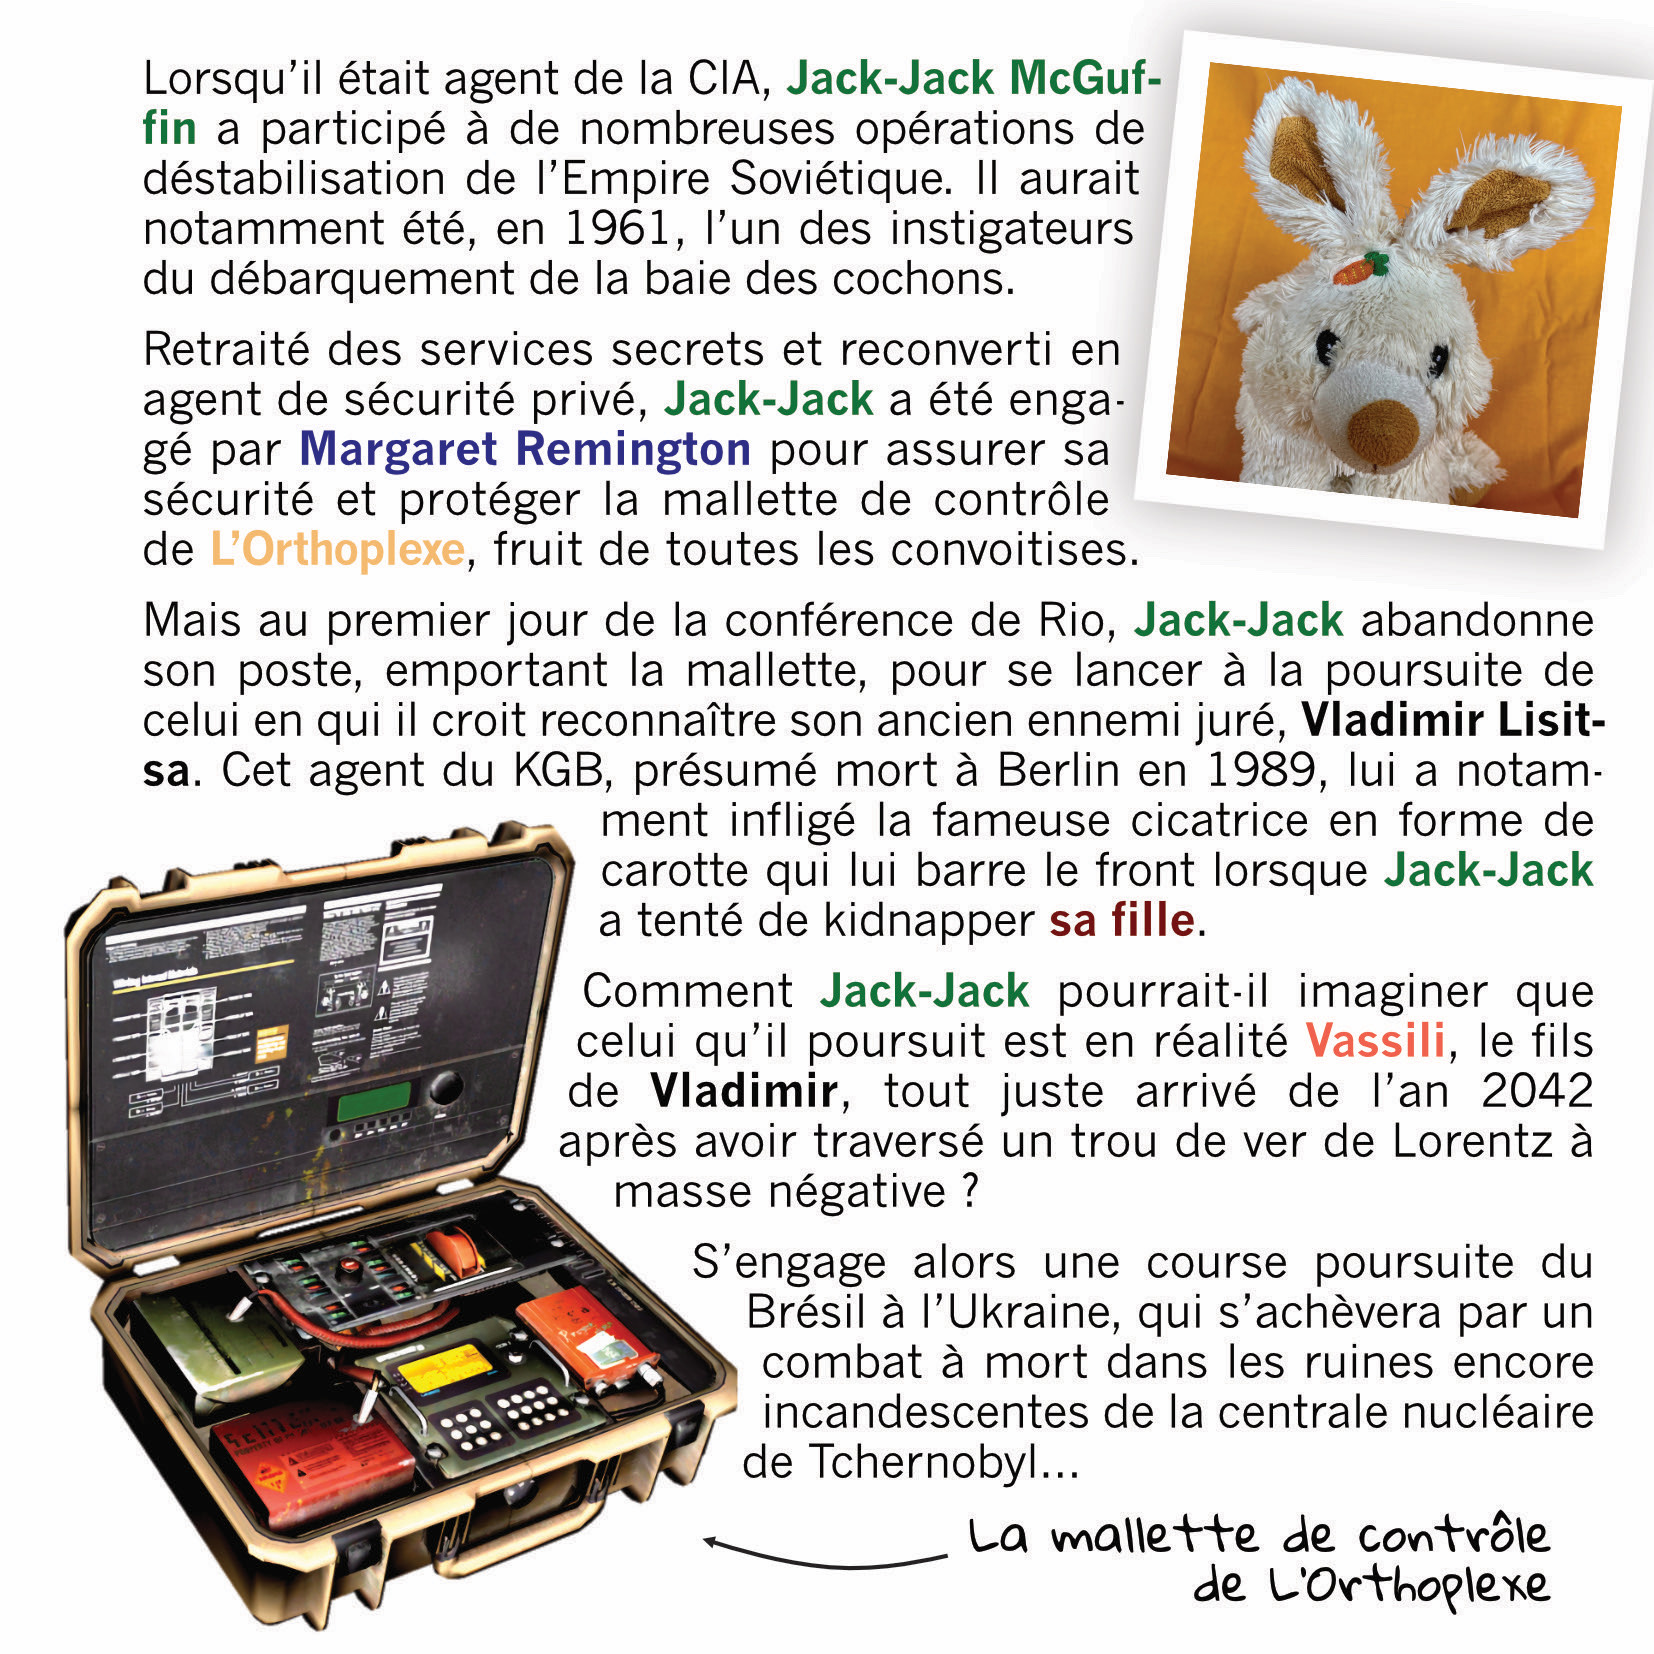 Lorsqu’il était agent de la CIA, Jack-Jack McGuf-
fin a participé à de nombreuses opérations de
déstabilisation de l’Empire Soviétique. Il aurait
notamment été, en 1961, l’un des instigateurs
du débarquement de la baie des cochons.
Retraité des services secrets et reconverti en
agent de sécurité privé, Jack-Jack a été enga-
gé par Margaret Remington pour assurer sa
sécurité et protéger la mallette de contrôle
de L’Orthoplexe, fruit de toutes les convoitises.
Mais au premier jour de la conférence de Rio, Jack-Jack abandonne
son poste, emportant la mallette, pour se lancer à la poursuite de
celui en qui il croit reconnaître son ancien ennemi juré, Vladimir Lisit-
sa. Cet agent du KGB, présumé mort à Berlin en 1989, lui a notam-
ment infligé la fameuse cicatrice en forme de
carotte qui lui barre le front lorsque Jack-Jack
a tenté de kidnapper sa fille.
Comment Jack-Jack pourrait-il imaginer que
celui qu’il poursuit est en réalité Vassili, le fils
de Vladimir, tout juste arrivé de l’an 2042
après avoir traversé un trou de ver de Lorentz à
masse négative ?
S’engage alors une course poursuite du
Brésil à l’Ukraine, qui s’achèvera par un
combat à mort dans les ruines encore
incandescentes de la centrale nucléaire
de Tchernobyl...
La mallette de contrôle
de L'Orthoplexe